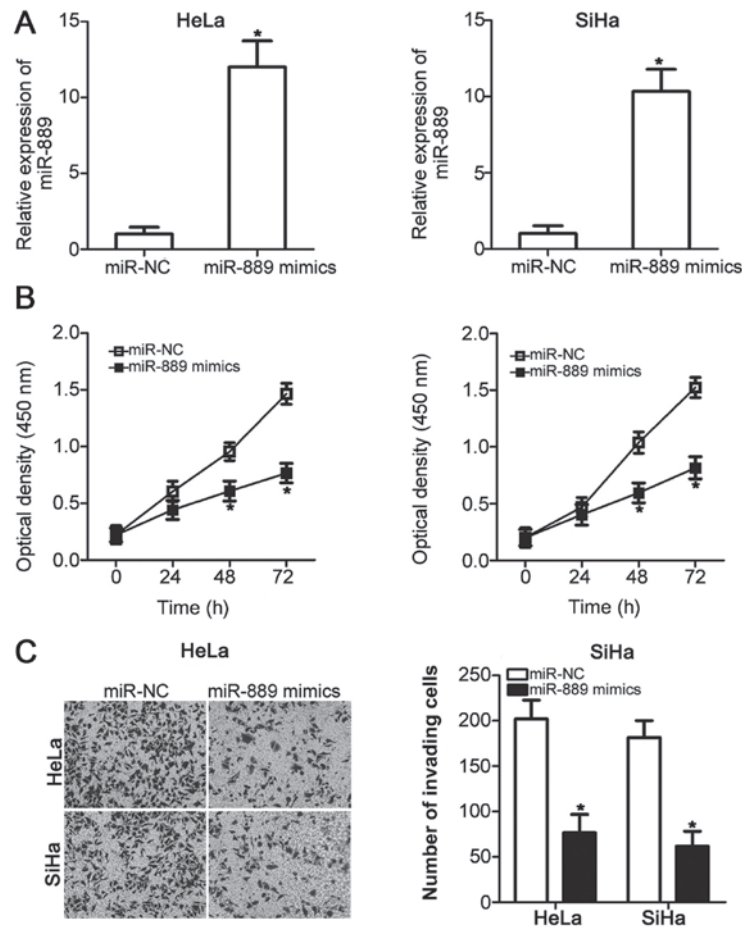 A
HeLa
Relative expression of
miR-889
15
10
5
0
*
miR-NC
miR-889 mimics
SiHa
Relative expression of
miR-889
15
10
5
0
*
miR-NC
miR-889 mimics
B
Optical density (450 nm)
2.0
1.5
1.0
0.5
0.0
miR-NC
miR-889 mimics
*
*
0 24 48 72
Time (h)
Optical density (450 nm)
2.0
1.5
1.0
0.5
0.0
miR-NC
miR-889 mimics
*
*
0 24 48 72
Time (h)
C
HeLa
miR-NC
miR-889 mimics
HeLa
SiHa
SiHa
Number of invading cells
250
200
150
100
50
0
miR-NC
miR-889 mimics
*
*
HeLa
SiHa